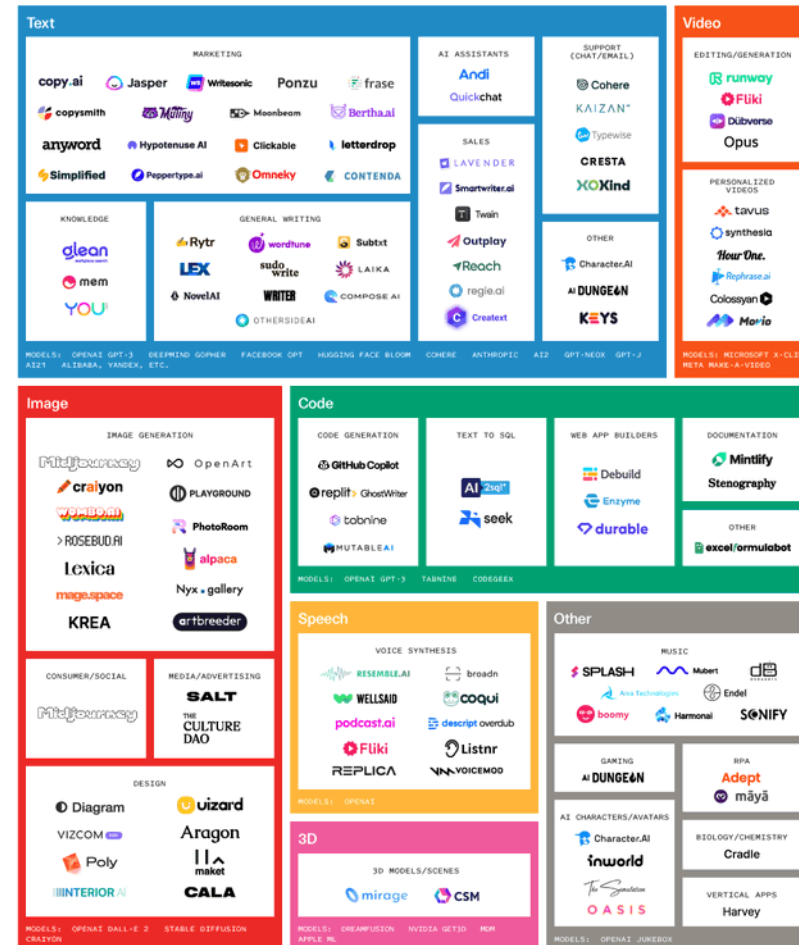 Text
MARKETING
copy.ai Jasper Writesonic Ponzu frase
copysmith Mutiny Moonbeam Bertha.ai
anyword Hypotenuse AI Clickable letterdrop
Simplified Peppertype.ai Omneky CONTENDA
KNOWLEDGE
glean
mem
YOU
GENERAL WRITING
Rytr wordtune Subtxt
LEX sudo write LAIKA
NovelAI WRITER COMPOSE AI
OTHERSIDEAI
AI ASSISTANTS
Andi
Quickchat
SALES
LAVENDER
Smartwriter.ai
Twain
Outplay
Reach
regie.ai
Creatext
SUPPORT
(CHAT/EMAIL)
Cohere
KAIZAN
Typewise
CRESTA
XOKind
OTHER
Character.AI
AI DUNGEON
KEYS
MODELS: OPENAI GPT-3 DEEPMIND GOPHER FACEBOOK OPT HUGGING FACE BLOOM COHERE ANTHROPIC AI2 GPT-NEOX GPT-J
AI21 ALIBABA, YANDEX, ETC.
Video
EDITING/GENERATION
runway
Fliki
Dübverse
Opus
PERSONALIZED
VIDEOS
tavus
synthesia
Hour One.
Rephrase.ai
Colossyan
Movio
MODELS: MICROSOFT X-CLI
META MAKE-A-VIDEO
Image
IMAGE GENERATION
Midjourney OpenArt
craiyon PLAYGROUND
WOMBO.AI PhotoRoom
ROSEBUD.AI alpaca
Lexica Nyx.gallery
mage.space artbreeder
KREA
CONSUMER/SOCIAL
Midjourney
MEDIA/ADVERTISING
SALT
THE
CULTURE
DAO
DESIGN
Diagram uizard
VIZCOM Aragon
Poly maket
INTERIOR AI CALA
MODELS: OPENAI DALL-E 2 STABLE DIFFUSION
CRAIYON
Code
CODE GENERATION
GitHub Copilot
replit GhostWriter
tabnine
MUTABLEAI
TEXT TO SQL
AI2sql
seek
WEB APP BUILDERS
Debuild
Enzyme
durable
DOCUMENTATION
Mintlify
Stenography
OTHER
excelformulabot
MODELS: OPENAI GPT-3 TABNINE CODEGEEX
Speech
VOICE SYNTHESIS
RESEMBLE.AI broadn
WELLSAID coqui
podcast.ai descript overdub
Fliki Listnr
REPLICA VOICEMOD
MODELS: OPENAI
3D
3D MODELS/SCENES
mirage CSM
MODELS: DREAMFUSION NVIDIA GET3D MDM
APPLE ML
Other
MUSIC
SPLASH Mubert dB
Aiva Technologies Endel
boomy Harmonai SONIFY
GAMING
AI DUNGEON
RPA
Adept
māyā
AI CHARACTERS/AVATARS
Character.AI
inworld
The Simulation
OASIS
BIOLOGY/CHEMISTRY
Cradle
VERTICAL APPS
Harvey
MODELS: OPENAI JUKEBOX